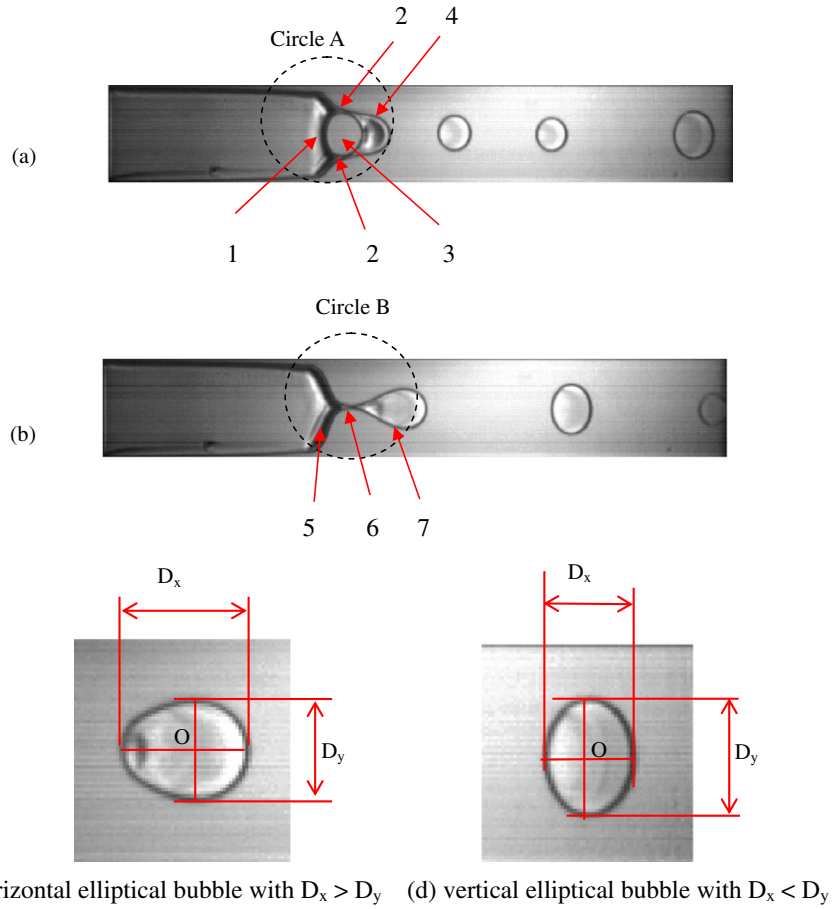 2 4
Circle A
(a)
1 2 3
Circle B
(b)
5 6 7
Dx Dx
O Dy O Dy
rizontal elliptical bubble with Dx > Dy (d) vertical elliptical bubble with Dx < Dy